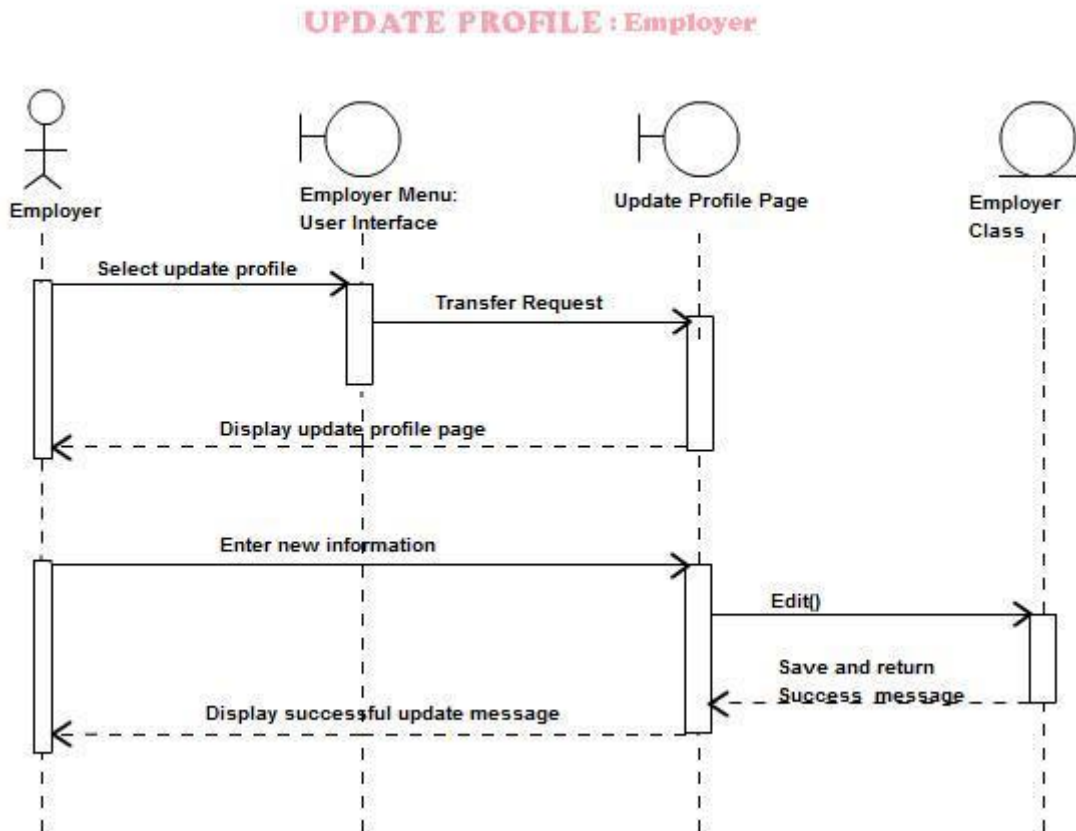 UPDATE PROFILE : Employer
Employer
Employer Menu:
User Interface
Update Profile Page
Employer
Class
Select update profile
Transfer Request
Display update profile page
Enter new information
Edit()
Save and return
Success message
Display successful update message